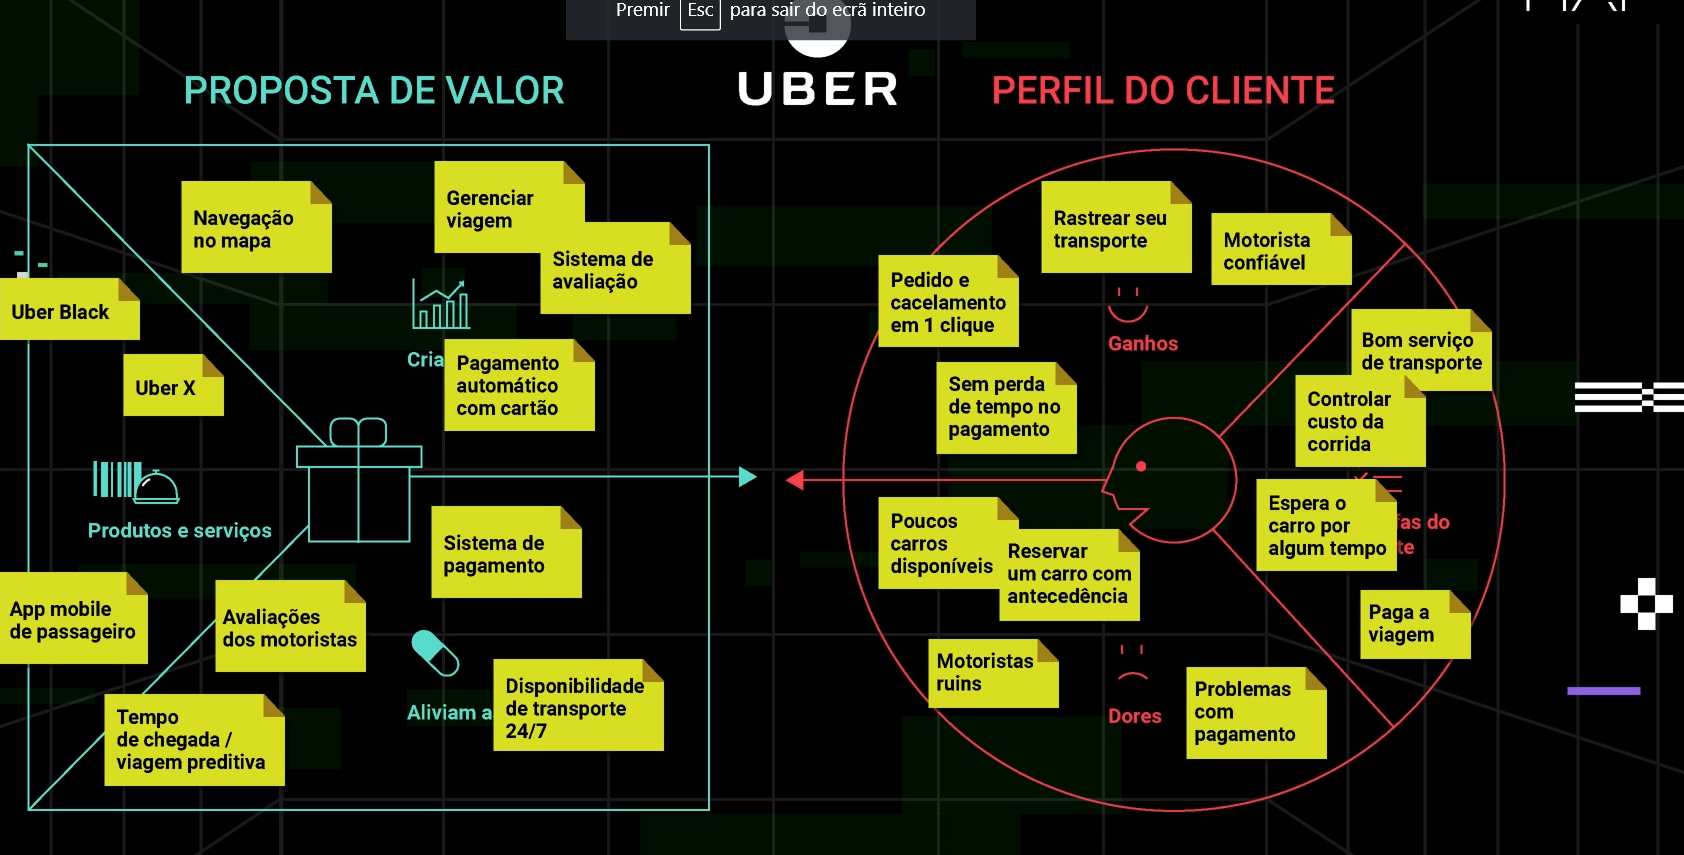 Premir Esc para sair do ecrã inteiro
UBER
PROPOSTA DE VALOR
Navegação
no mapa
Gerenciar
viagem
Sistema de
avaliação
Uber Black
Uber X
Cria
Pagamento
automático
com cartão
Produtos e serviços
Sistema de
pagamento
App mobile
de passageiro
Avaliações
dos motoristas
Aliviam a
Disponibilidade
de transporte
24/7
Tempo
de chegada /
viagem preditiva
PERFIL DO CLIENTE
Rastrear seu
transporte
Motorista
confiável
Pedido e
cacelamento
em 1 clique
Ganhos
Sem perda
de tempo no
pagamento
Bom serviço
de transporte
Controlar
custo da
corrida
Espera o
carro por
algum tempo
fas do
te
Poucos
carros
disponíveis
Reservar
um carro com
antecedência
Paga a
viagem
Motoristas
ruins
Dores
Problemas
com
pagamento